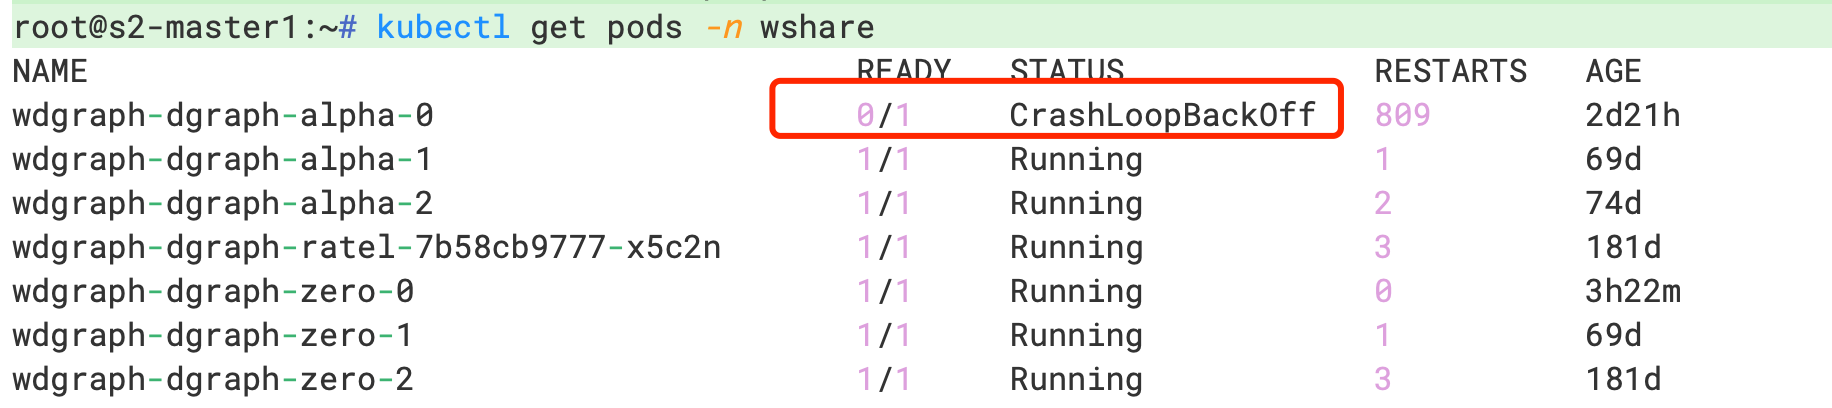 root@s2-master1:~# kubectl get pods -n wshare
NAME READY STATUS RESTARTS AGE
wdgraph-dgraph-alpha-0 0/1 CrashLoopBackOff 809 2d21h
wdgraph-dgraph-alpha-1 1/1 Running 1 69d
wdgraph-dgraph-alpha-2 1/1 Running 2 74d
wdgraph-dgraph-ratel-7b58cb9777-x5c2n 1/1 Running 3 181d
wdgraph-dgraph-zero-0 1/1 Running 0 3h22m
wdgraph-dgraph-zero-1 1/1 Running 1 69d
wdgraph-dgraph-zero-2 1/1 Running 3 181d